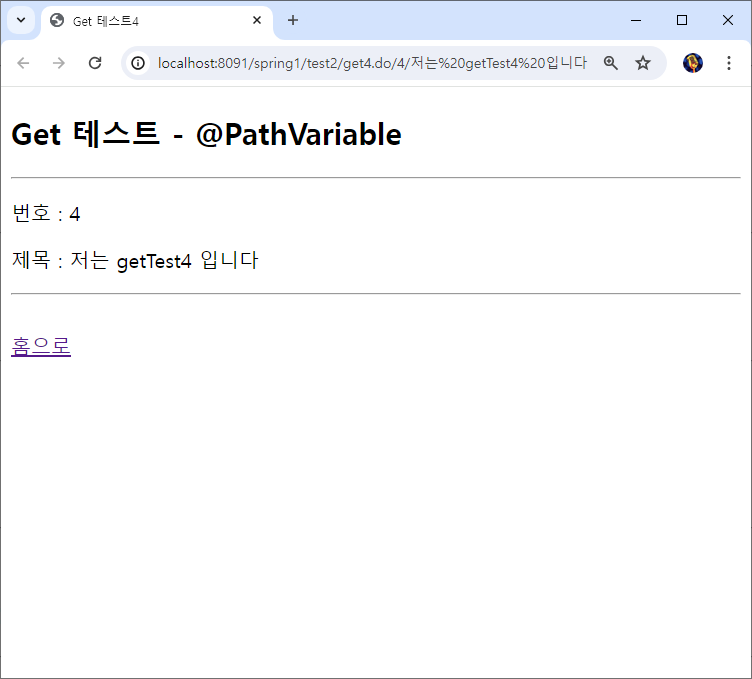 Get 테스트4
localhost:8091/spring1/test2/get4.do/4/저는%20getTest4%20입니다
Get 테스트 - @PathVariable
번호 : 4
제목 : 저는 getTest4 입니다
홈으로